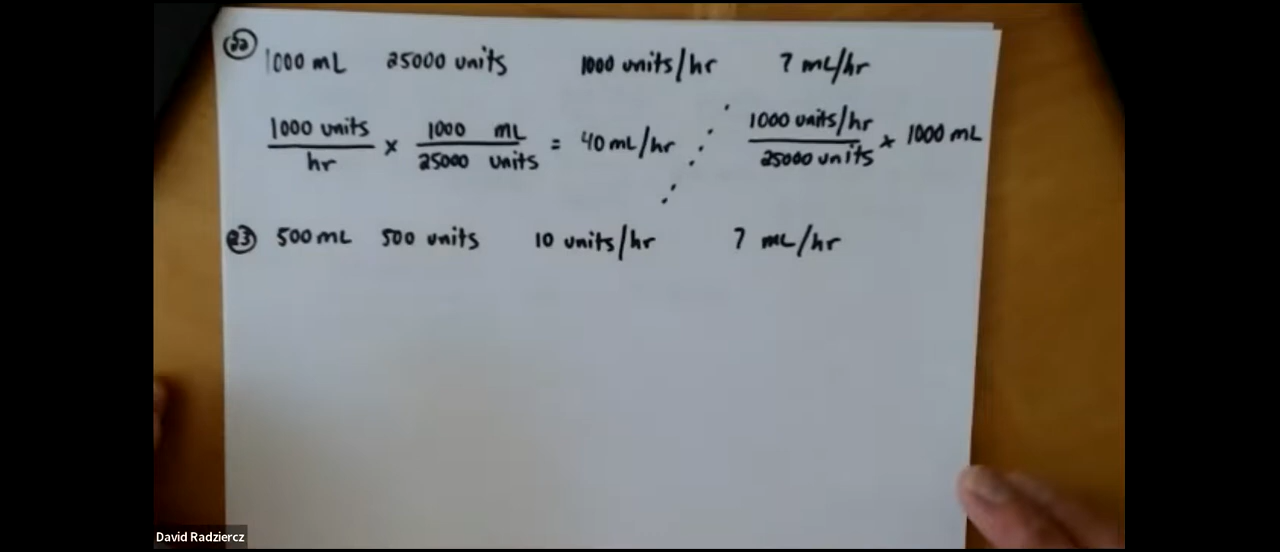 22
1000 mL 25000 units 1000 units/hr ? mL/hr
1000 units / hr x 1000 mL / 25000 units = 40 mL/hr 1000 units/hr / 25000 units x 1000 mL
23 500 mL 500 units 10 units/hr ? mL/hr
David Radziercz